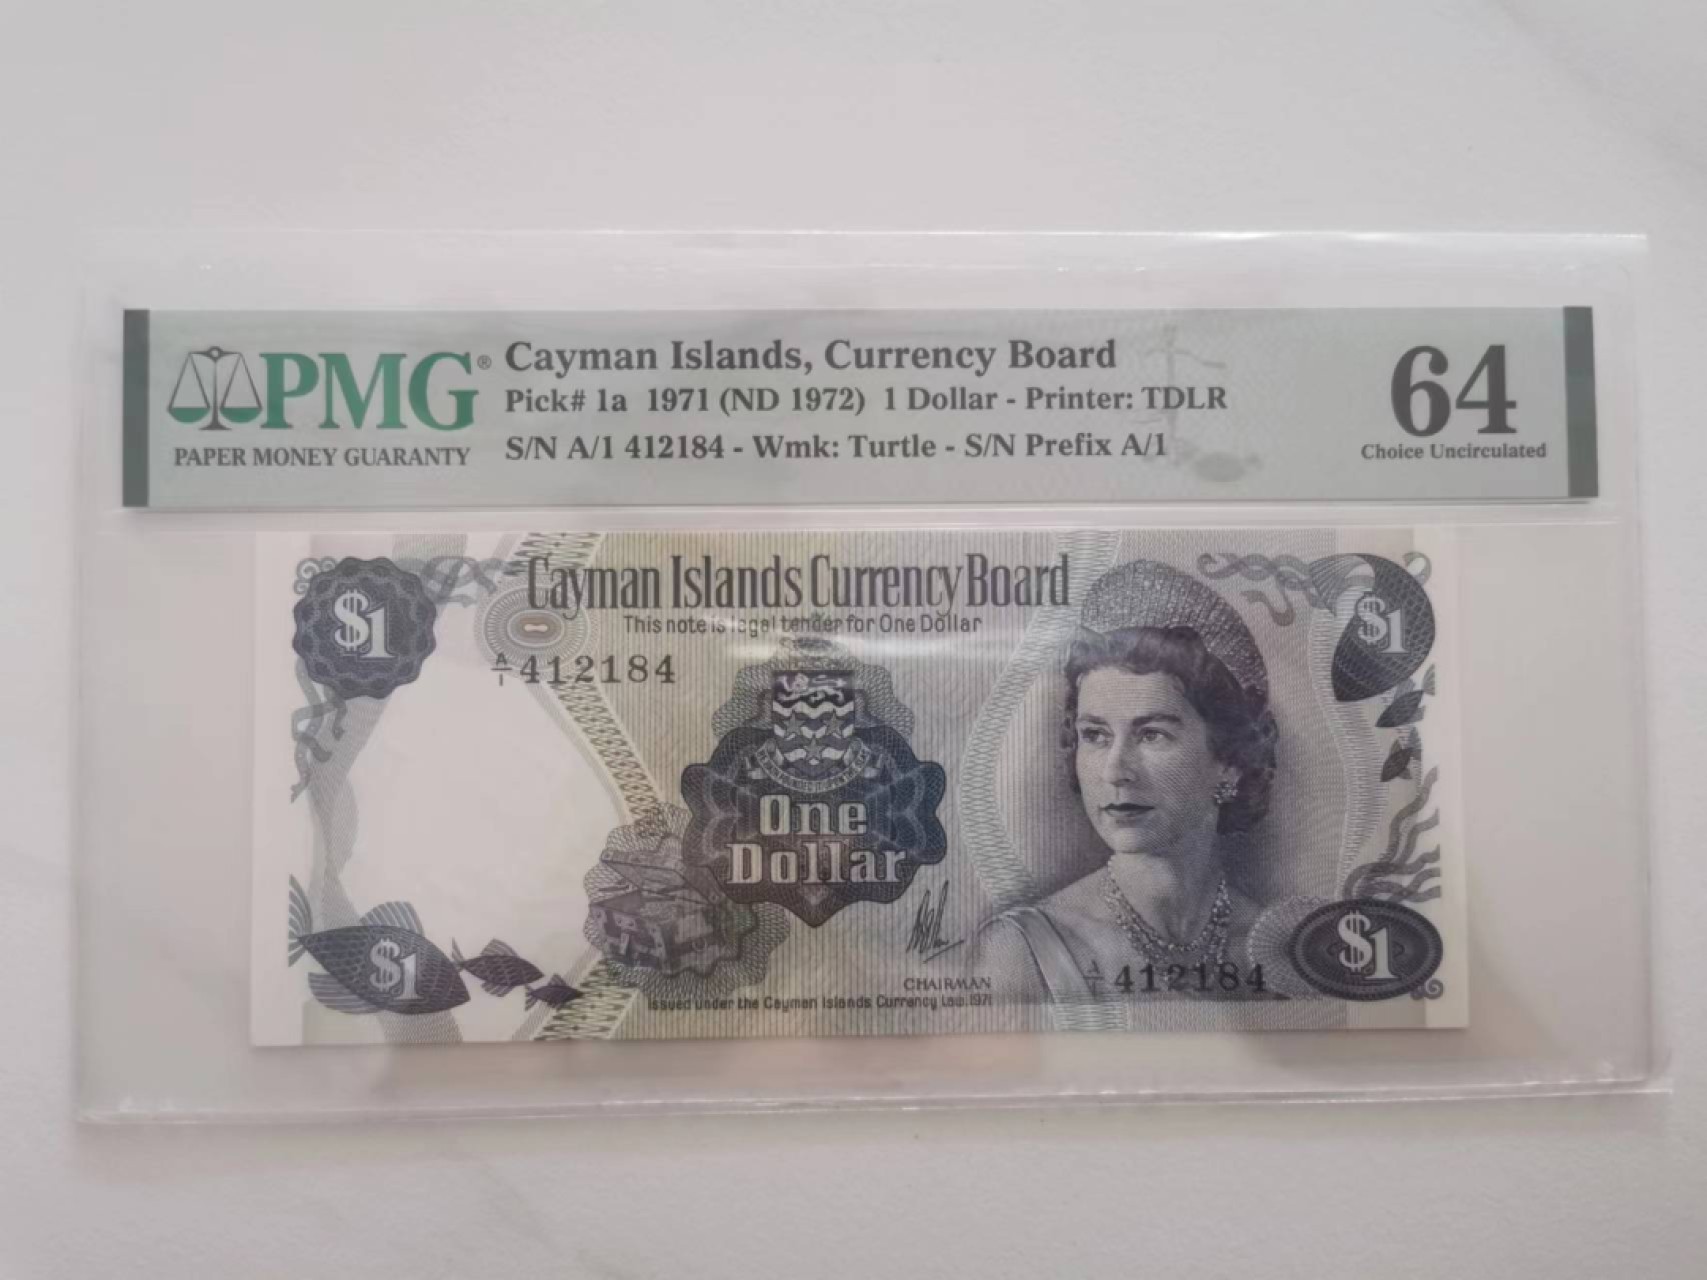 PMG®
PAPER MONEY GUARANTY
Cayman Islands, Currency Board
Pick# 1a 1971 (ND 1972) 1 Dollar - Printer: TDLR
S/N A/1 412184 - Wmk: Turtle - S/N Prefix A/1
64
Choice Uncirculated
Cayman Islands Currency Board
This note is legal tender for One Dollar
$1
$1
A/1 412184
One
Dollar
CHAIRMAN
A/1 412184
$1
$1
Issued under the Cayman Islands Currency Law, 1971